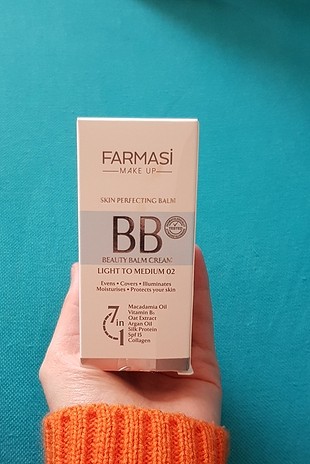 FARMASi
MAKE UP
SKIN PERFECTING BALM
BB
BEAUTY BALM CREAM
LIGHT TO MEDIUM 02
Evens • Covers • Illuminates
Moisturises • Protects your skin
7 in 1
Macadamia Oil
Vitamin B5
Oat Extract
Argan Oil
Silk Protein
Spf 15
Collagen